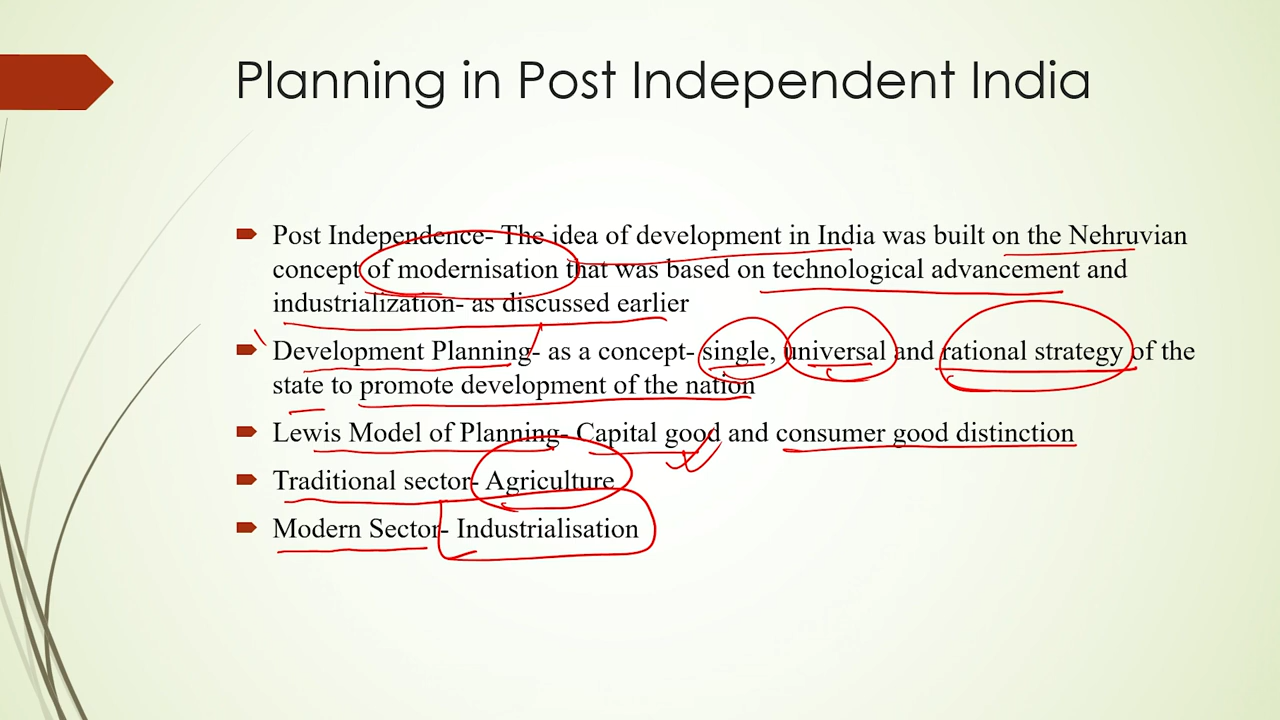 Planning in Post Independent India
Post Independence- The idea of development in India was built on the Nehruvian
concept of modernisation that was based on technological advancement and
industrialization- as discussed earlier
Development Planning- as a concept- single, universal and rational strategy of the
state to promote development of the nation
Lewis Model of Planning- Capital good and consumer good distinction
Traditional sector- Agriculture
Modern Sector- Industrialisation